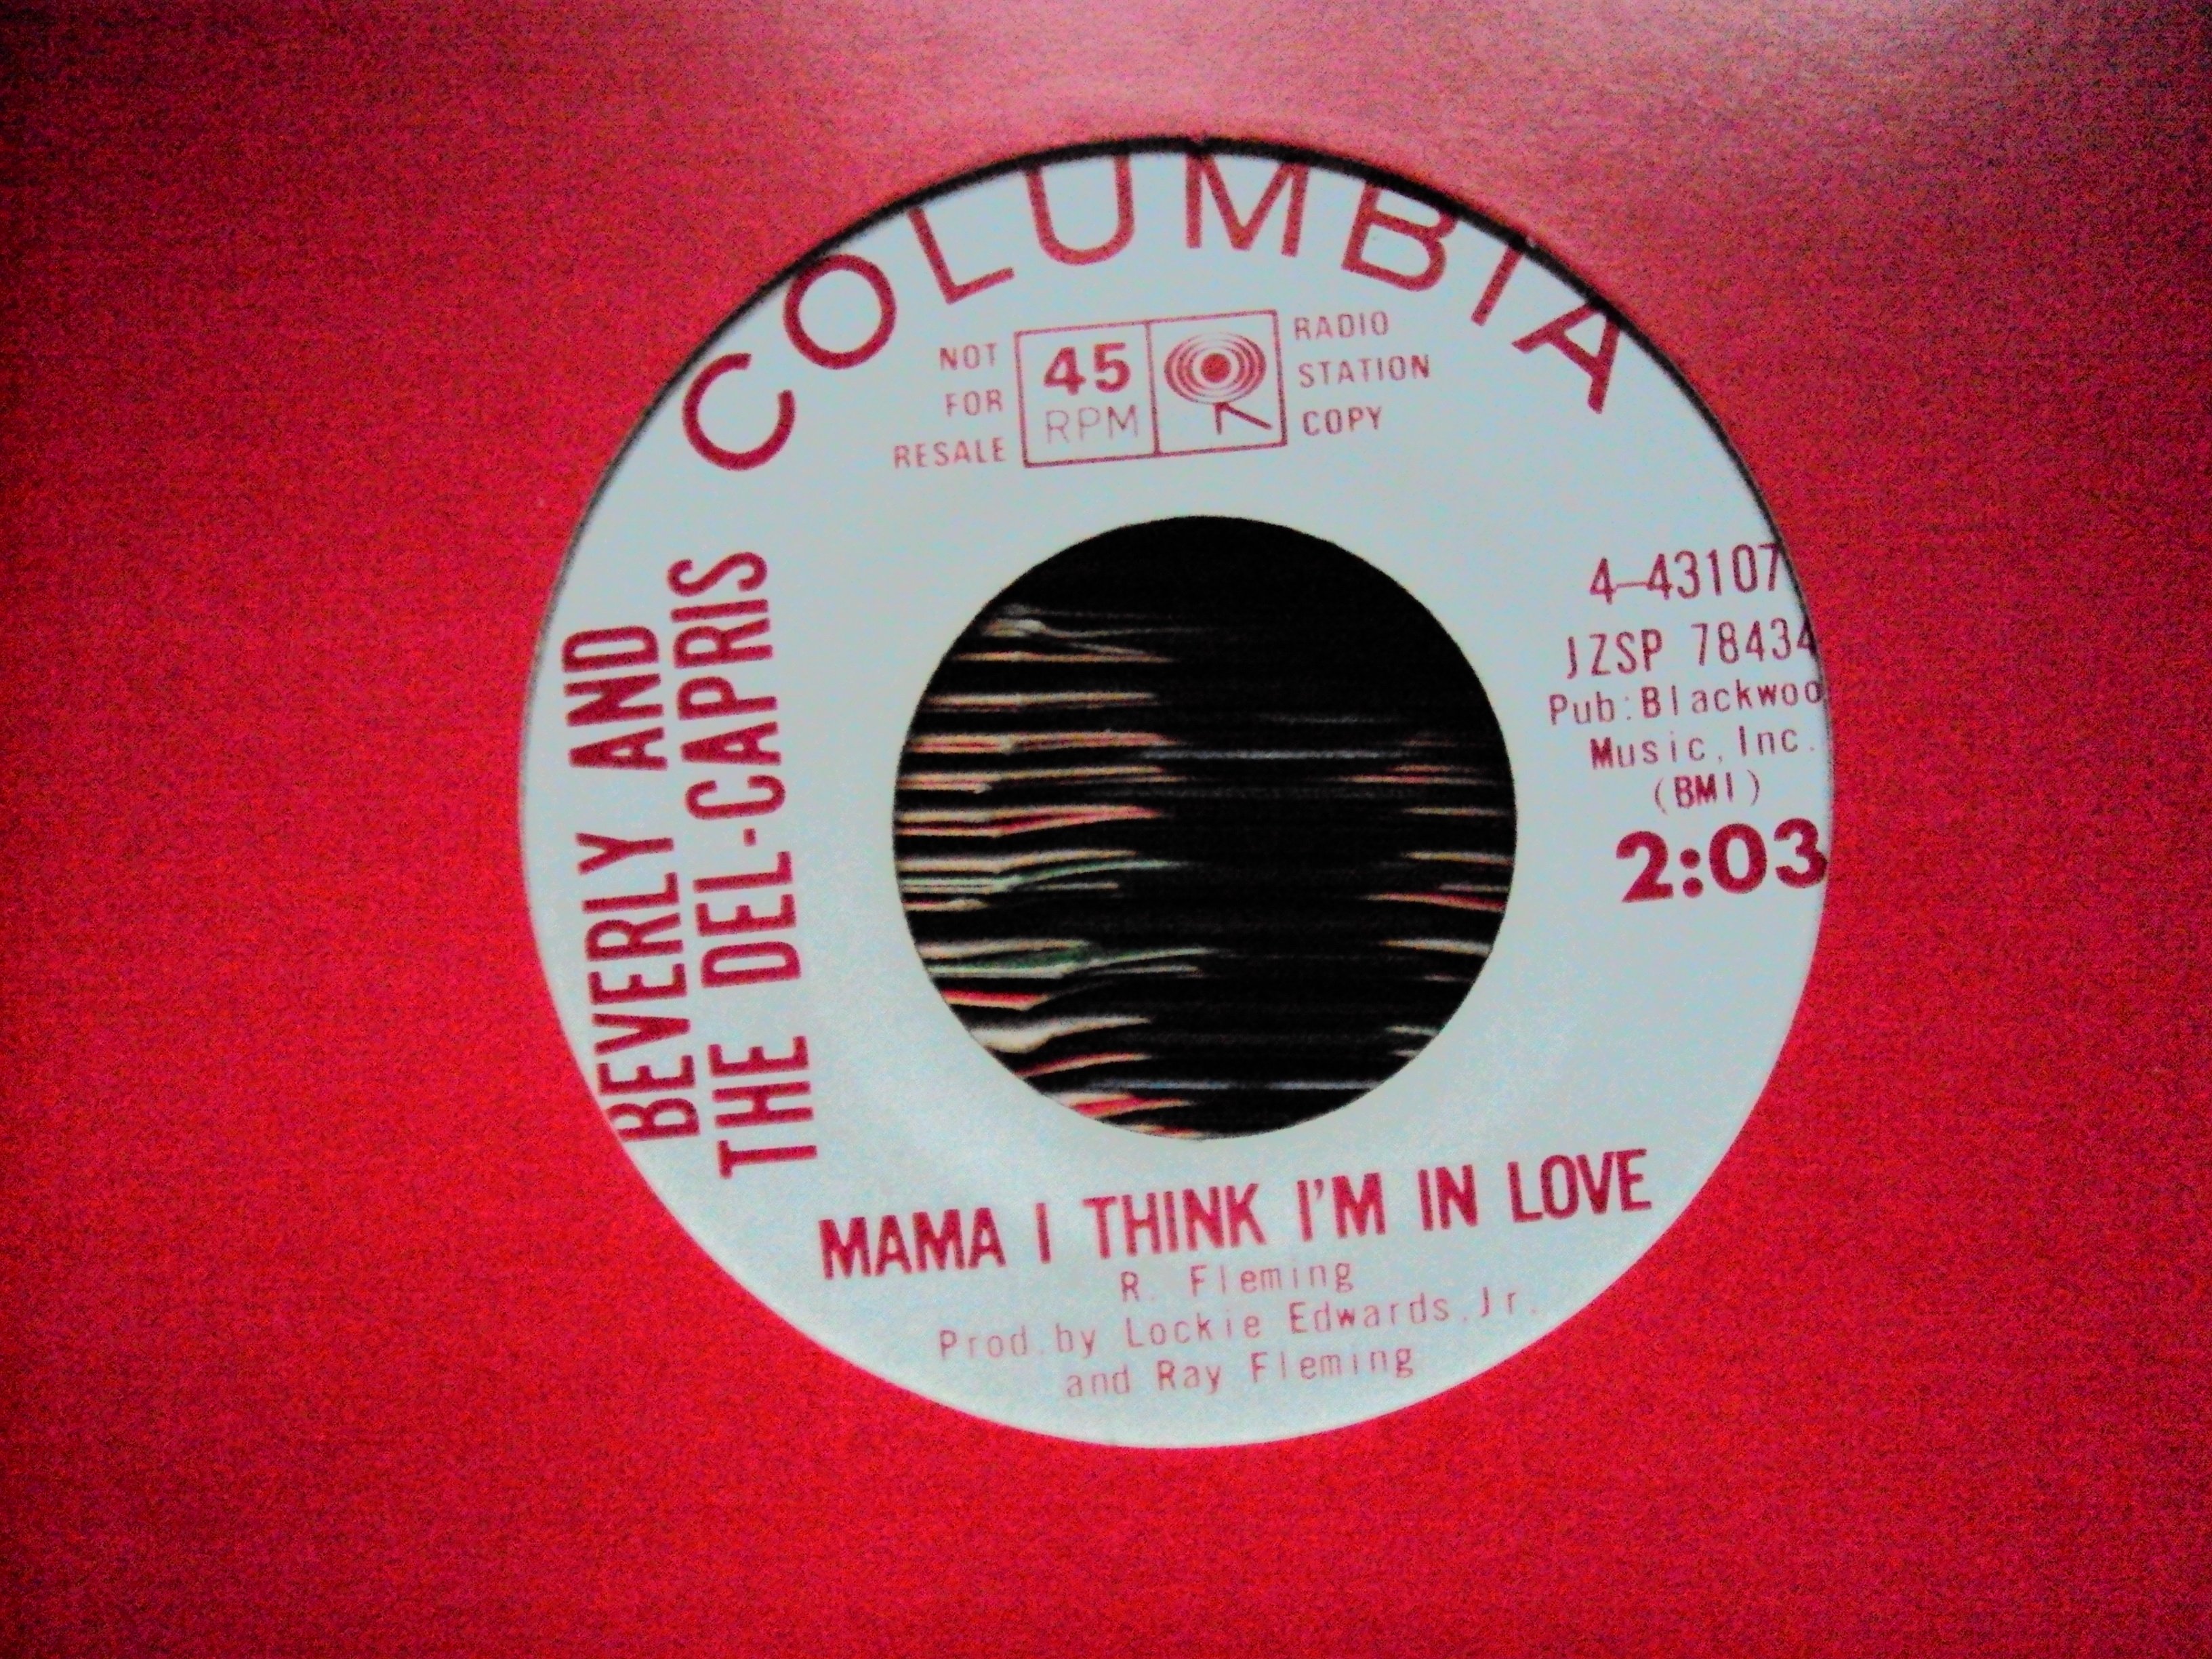 COLUMBIA
NOT
FOR
RESALE
45
RPM
RADIO
STATION
COPY
BEVERLY AND
THE DEL-CAPRIS
4-43107
JZSP 78434
Pub:Blackwoo
Music, Inc.
(BMI)
2:03
MAMA I THINK I'M IN LOVE
R. Fleming
Prod. by Lockie Edwards, Jr.
and Ray Fleming